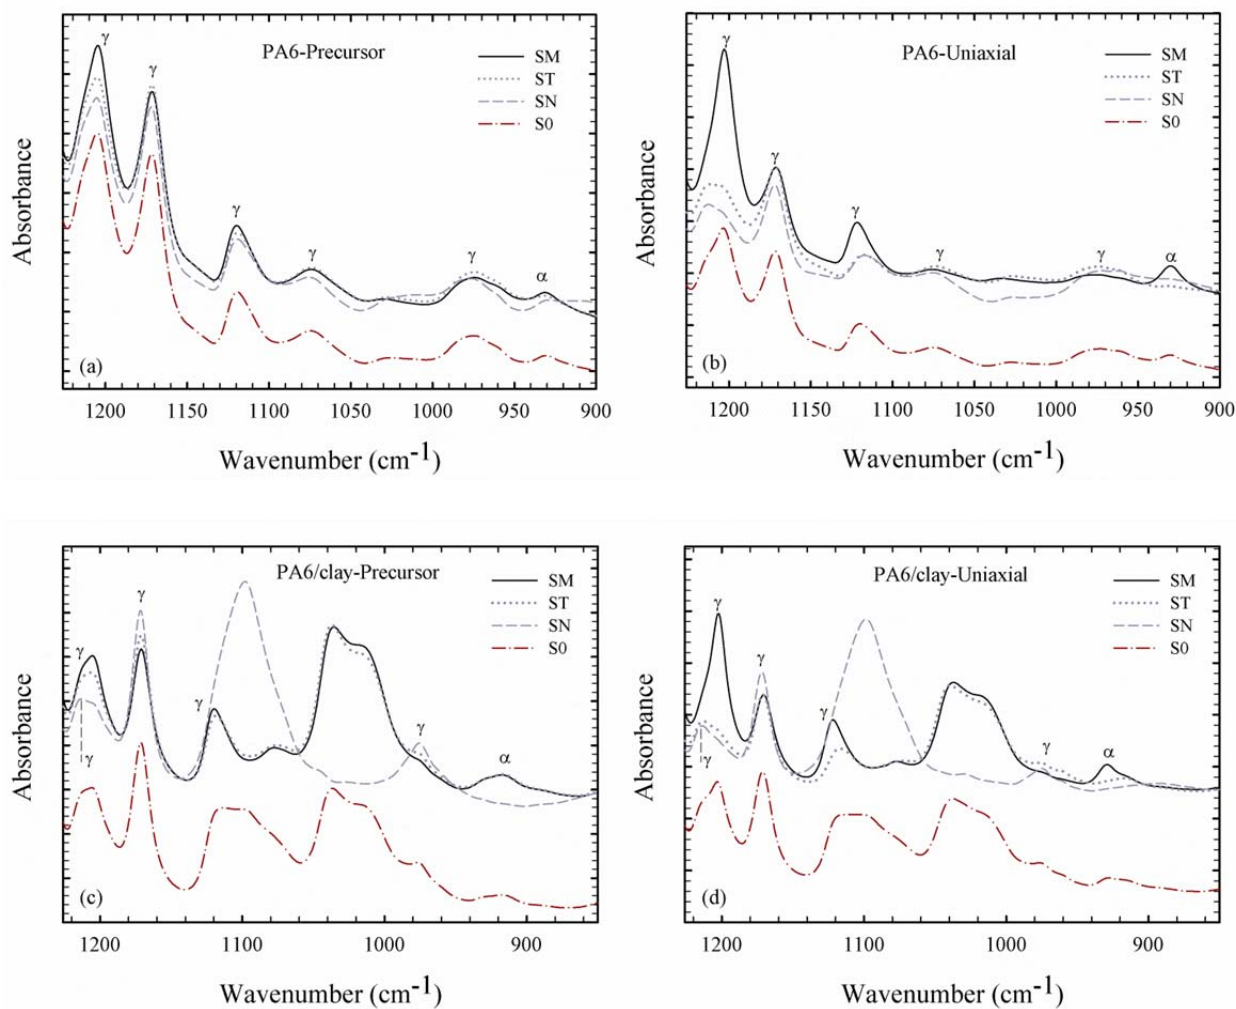 γ
γ
PA6-Precursor
SM
ST
SN
S0
γ
γ
γ
α
(a)
Absorbance
1200 1150 1100 1050 1000 950 900
Wavenumber (cm-1)
γ
PA6-Uniaxial
SM
ST
SN
S0
γ
γ
γ
γ
α
(b)
Absorbance
1200 1150 1100 1050 1000 950 900
Wavenumber (cm-1)
PA6/clay-Precursor
SM
ST
SN
S0
γ
γ
γ
γ
γ
α
(c)
Absorbance
1200 1100 1000 900
Wavenumber (cm-1)
PA6/clay-Uniaxial
SM
ST
SN
S0
γ
γ
γ
γ
γ
α
(d)
Absorbance
1200 1100 1000 900
Wavenumber (cm-1)